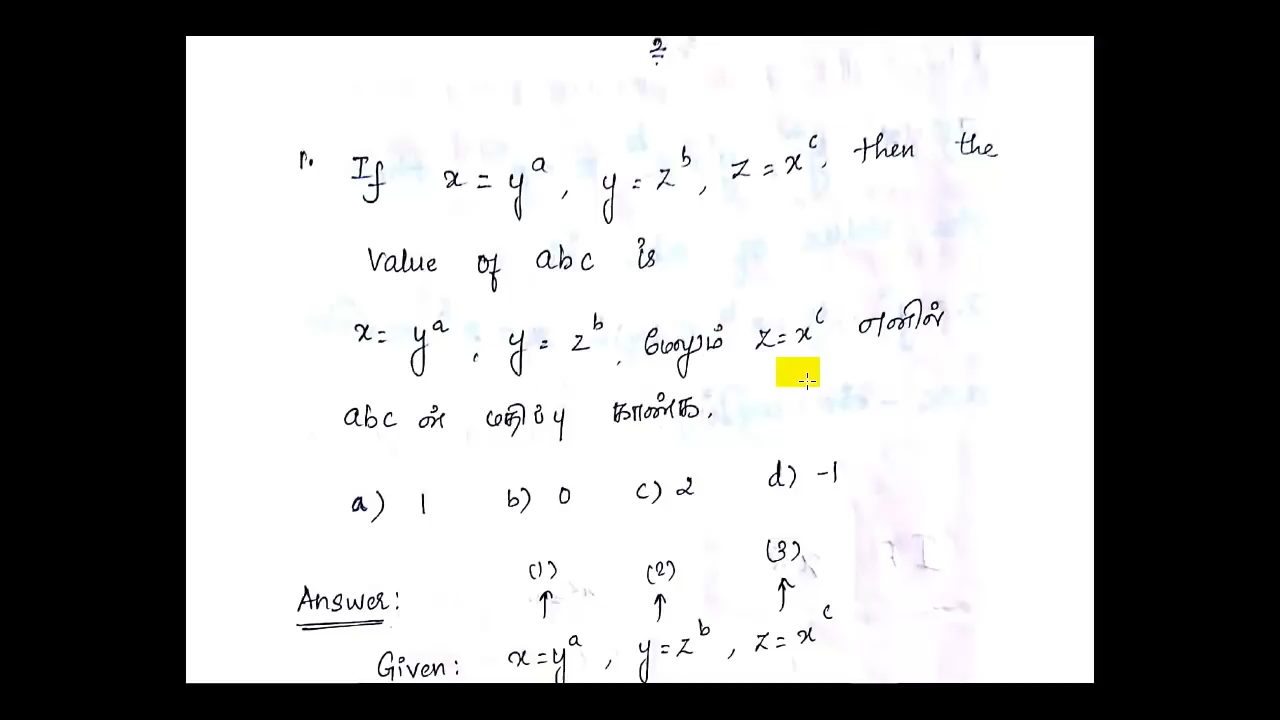 2
1. If x = y^a, y = z^b, z = x^c, then the
Value of abc is
x = y^a, y = z^b, மேலும் z = x^c எனில்
abc ன் மதிப்பு காண்க.
a) 1 b) 0 c) 2 d) -1
(1) (2) (3)
↑ ↑ ↑
Answer:
Given: x = y^a, y = z^b, z = x^c